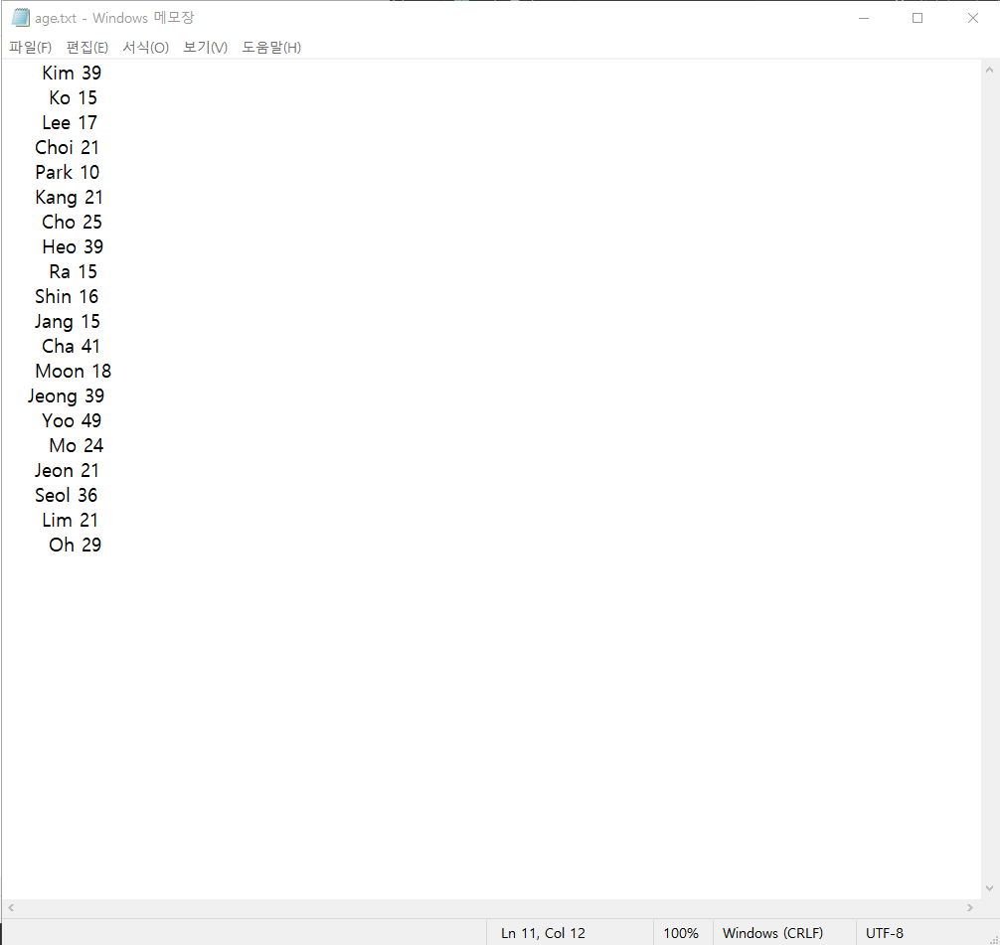 age.txt - Windows 메모장
파일(F) 편집(E) 서식(O) 보기(V) 도움말(H)
Kim 39
Ko 15
Lee 17
Choi 21
Park 10
Kang 21
Cho 25
Heo 39
Ra 15
Shin 16
Jang 15
Cha 41
Moon 18
Jeong 39
Yoo 49
Mo 24
Jeon 21
Seol 36
Lim 21
Oh 29
Ln 11, Col 12 100% Windows (CRLF) UTF-8